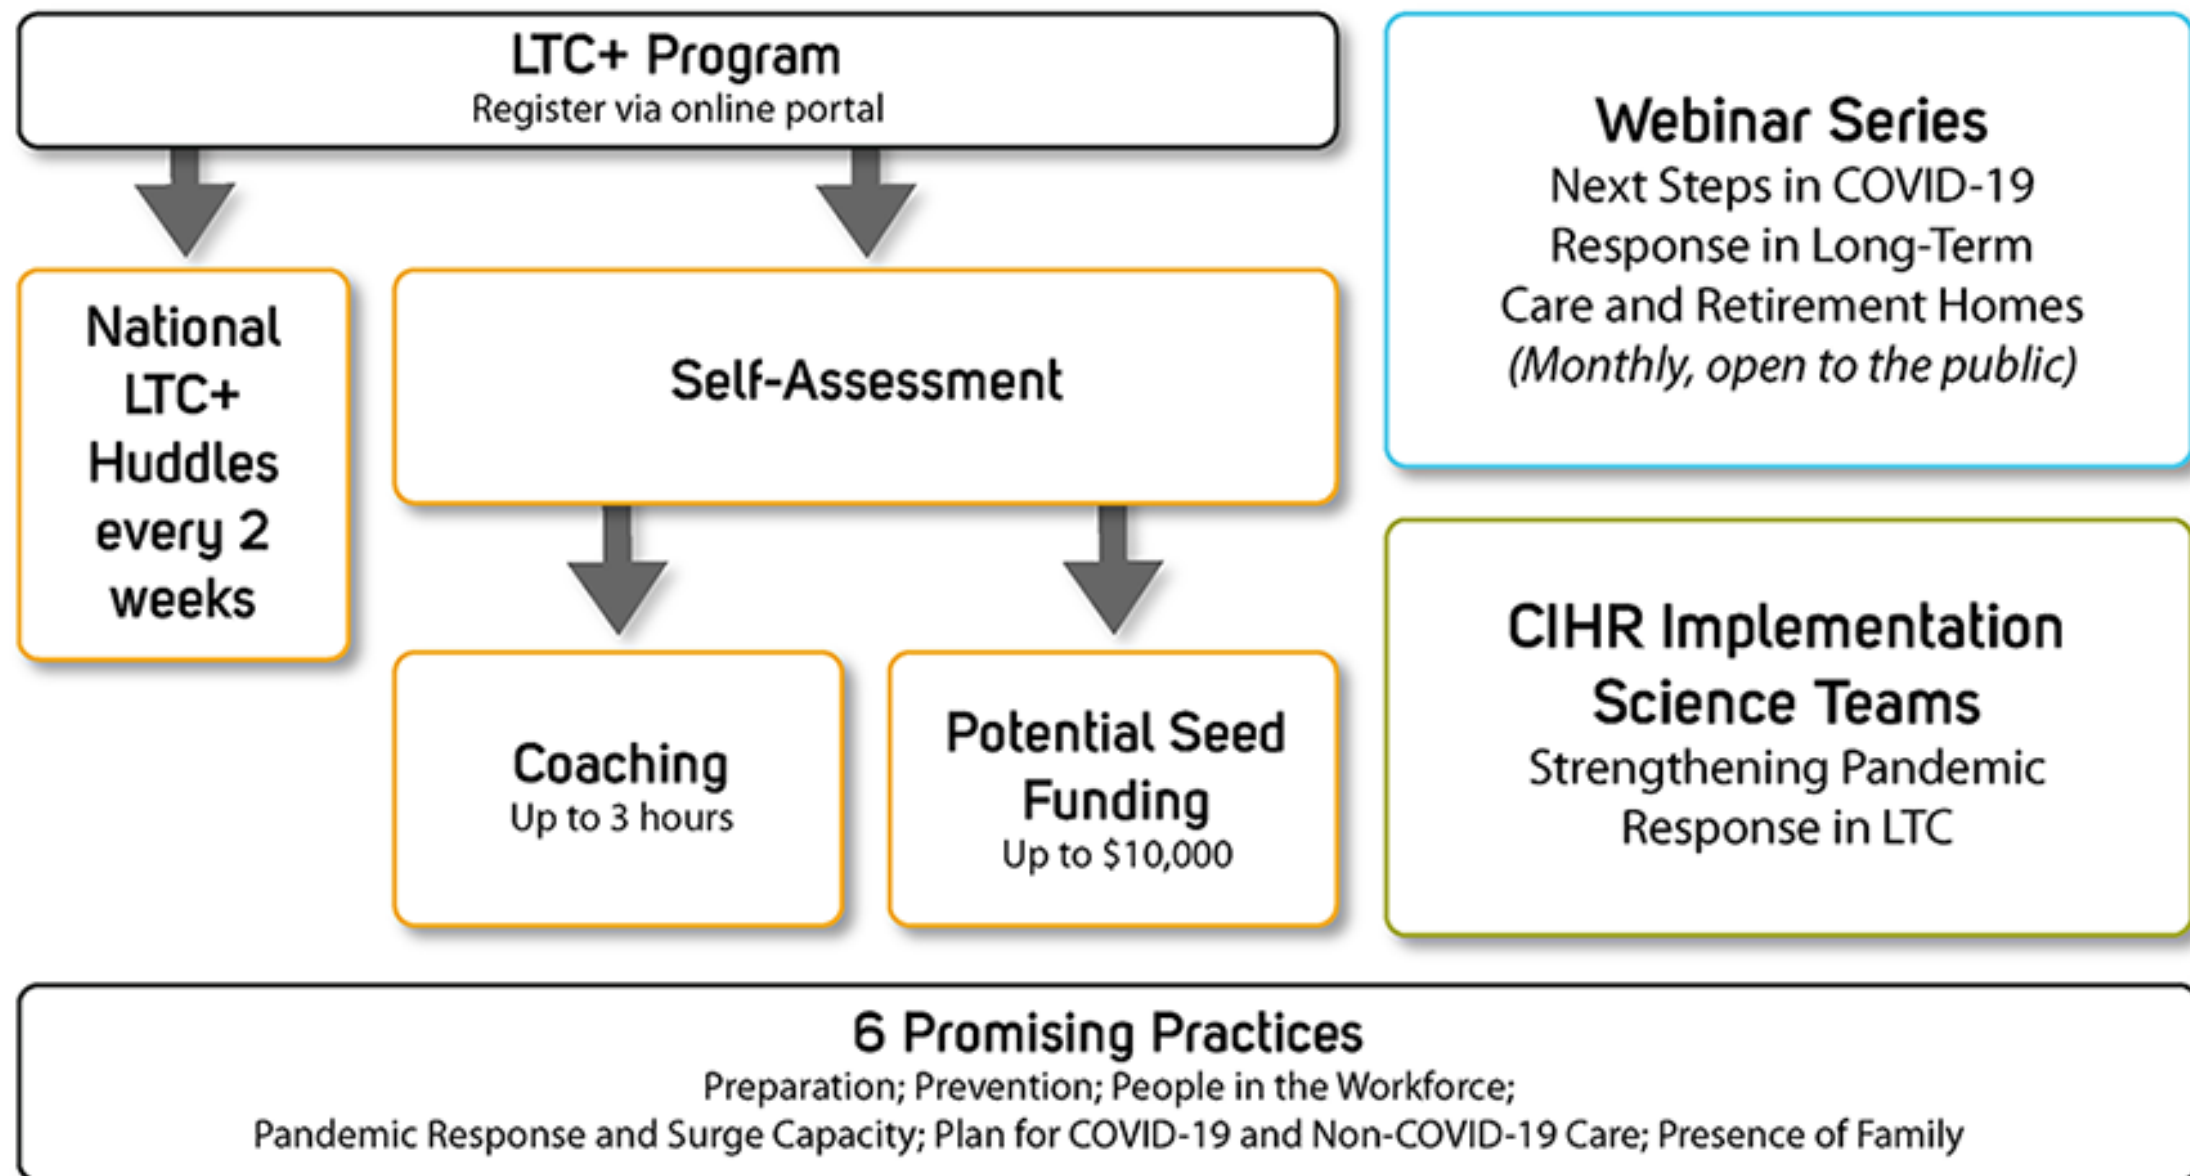 LTC+ Program
Register via online portal
National
LTC+
Huddles
every 2
weeks
Self-Assessment
Coaching
Up to 3 hours
Potential Seed
Funding
Up to $10,000
Webinar Series
Next Steps in COVID-19
Response in Long-Term
Care and Retirement Homes
(Monthly, open to the public)
CIHR Implementation
Science Teams
Strengthening Pandemic
Response in LTC
6 Promising Practices
Preparation; Prevention; People in the Workforce;
Pandemic Response and Surge Capacity; Plan for COVID-19 and Non-COVID-19 Care; Presence of Family